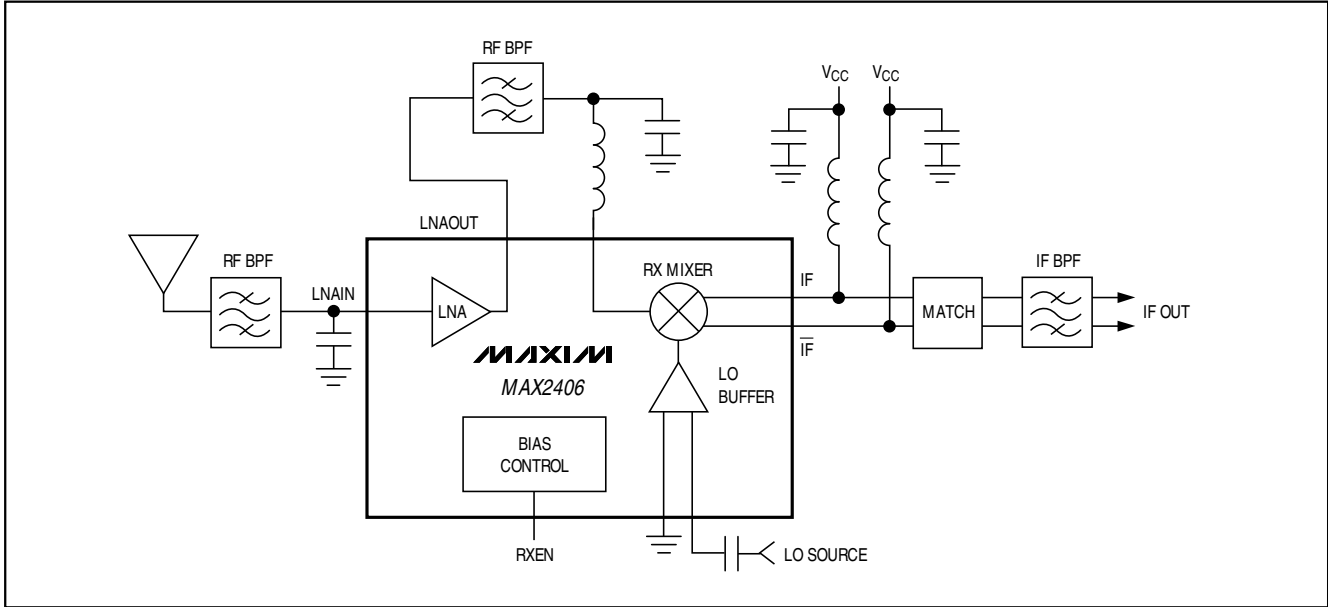 RF BPF
VCC
VCC
LNAOUT
RF BPF
LNAIN
LNA
RX MIXER
IF
IF
MATCH
IF BPF
IF OUT
MAXIM
MAX2406
LO
BUFFER
BIAS
CONTROL
RXEN
LO SOURCE